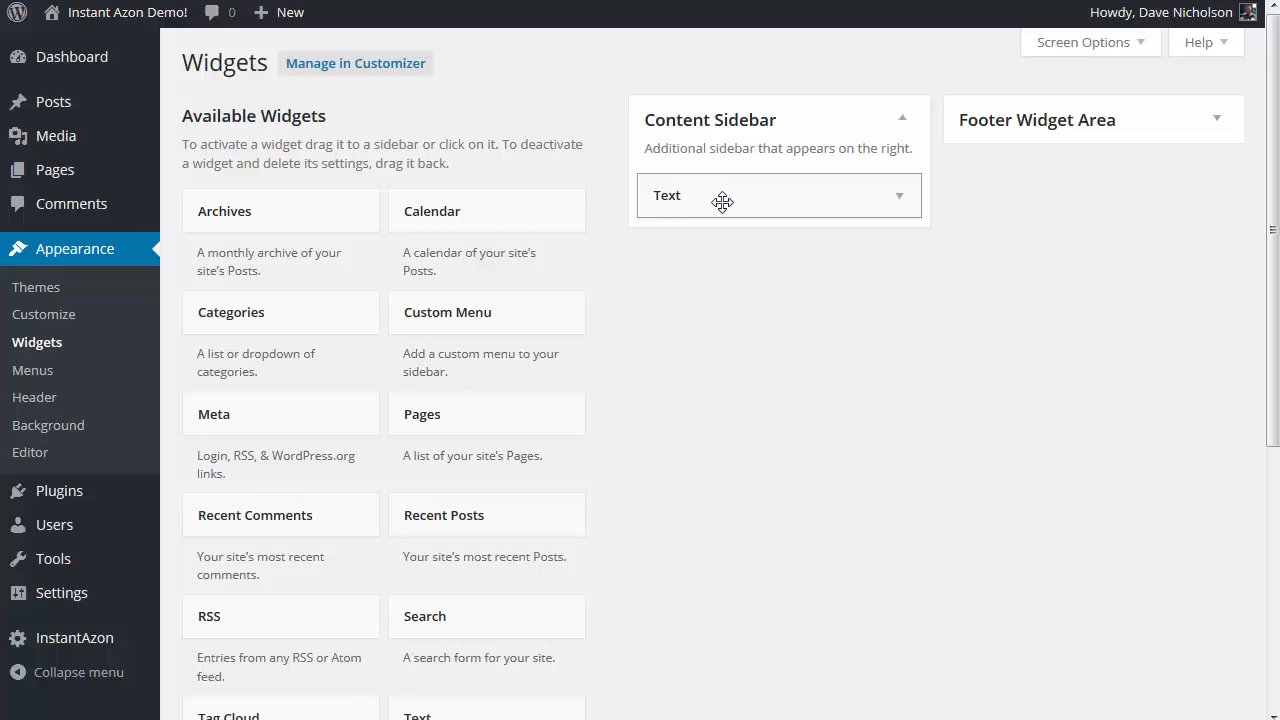 Instant Azon Demo!
0
New
Howdy, Dave Nicholson
Dashboard
Posts
Media
Pages
Comments
Appearance
Themes
Customize
Widgets
Menus
Header
Background
Editor
Plugins
Users
Tools
Settings
InstantAzon
Collapse menu
Screen Options
Help
Widgets
Manage in Customizer
Available Widgets
To activate a widget drag it to a sidebar or click on it. To deactivate
a widget and delete its settings, drag it back.
Archives
A monthly archive of your
site’s Posts.
Calendar
A calendar of your site’s
Posts.
Categories
A list or dropdown of
categories.
Custom Menu
Add a custom menu to your
sidebar.
Meta
Login, RSS, & WordPress.org
links.
Pages
A list of your site’s Pages.
Recent Comments
Your site’s most recent
comments.
Recent Posts
Your site’s most recent Posts.
RSS
Entries from any RSS or Atom
feed.
Search
A search form for your site.
Tag Cloud
Text
Content Sidebar
Additional sidebar that appears on the right.
Text
Footer Widget Area